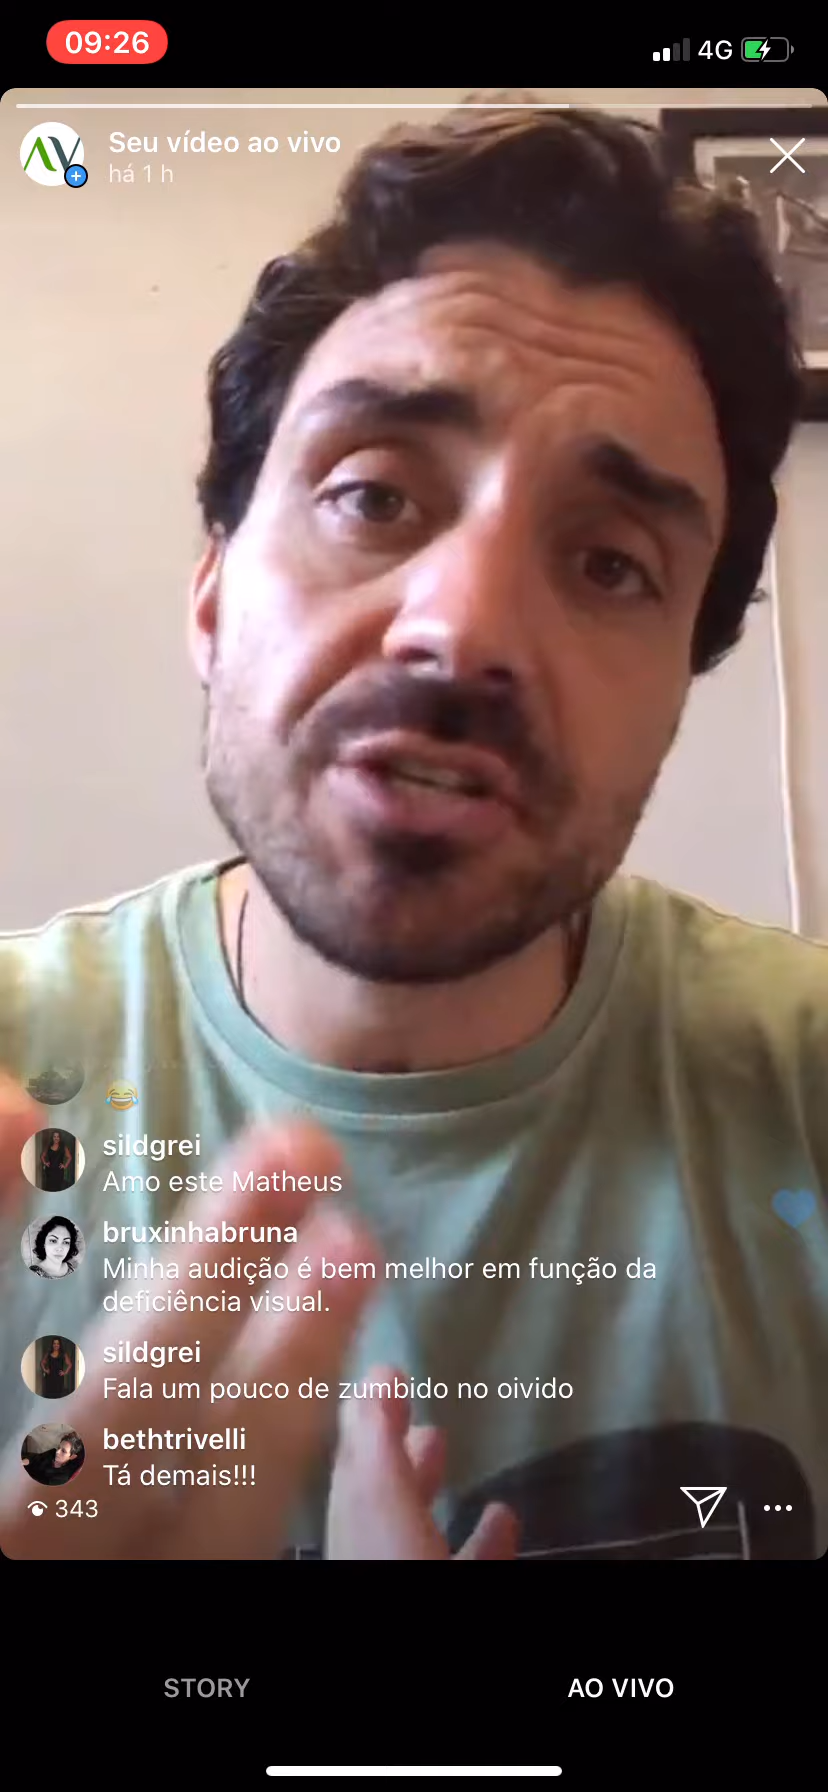 09:26
4G
AV
Seu vídeo ao vivo
há 1 h
😂
sildgrei
Amo este Matheus
bruxinhabruna
Minha audição é bem melhor em função da
deficiência visual.
sildgrei
Fala um pouco de zumbido no oivido
bethtrivelli
Tá demais!!!
343
STORY
AO VIVO